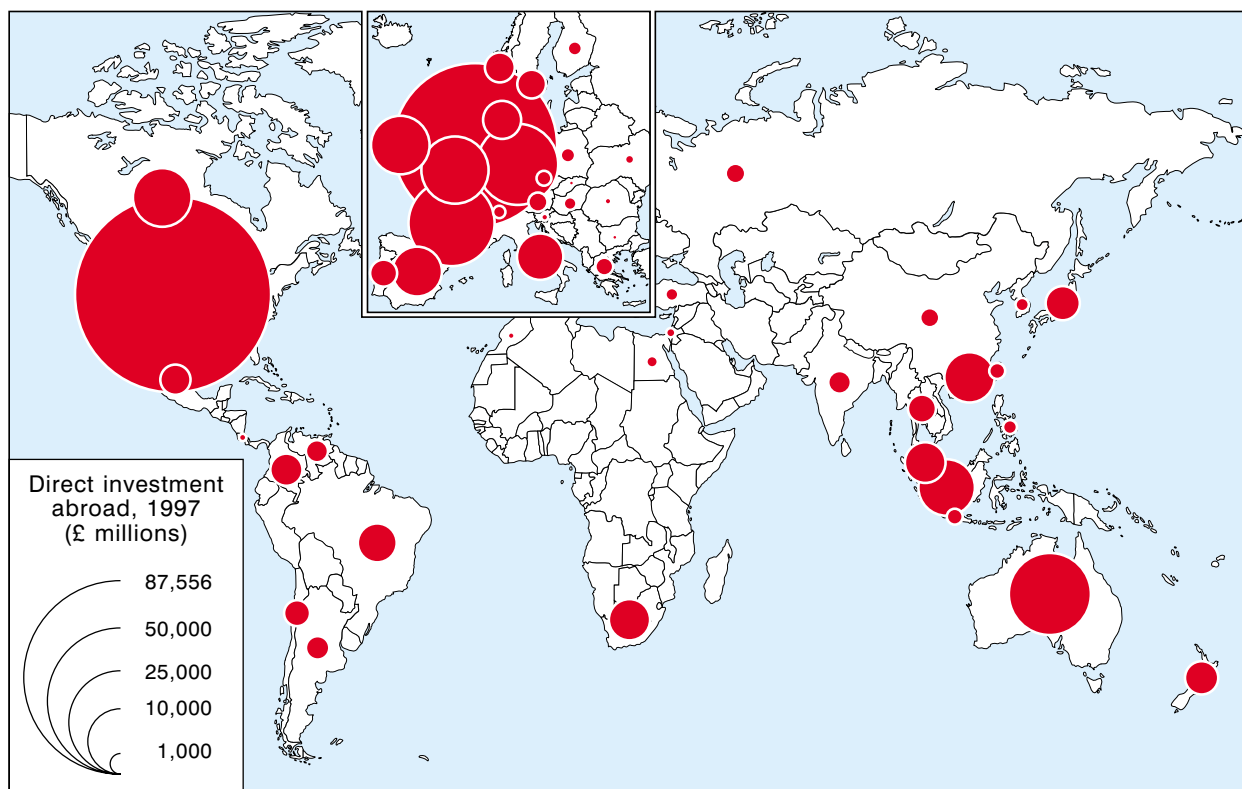 Direct investment
abroad, 1997
(£ millions)
87,556
50,000
25,000
10,000
1,000